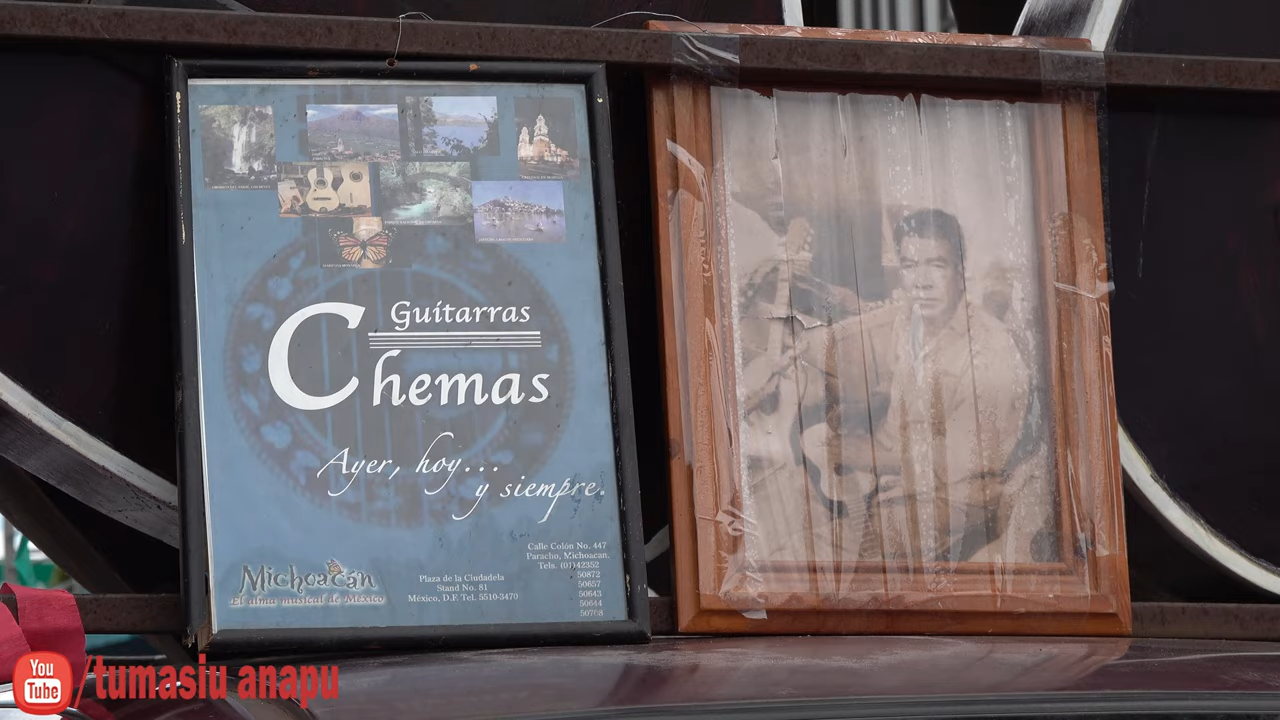 Guitarras
Chemas
Ayer, hoy...
y siempre.
Michoacán
El alma musical de México
Plaza de la Ciudadela
Stand No. 81
México, D.F. Tel. 5510-3470
Calle Colón No. 447
Paracho, Michoacan.
Tels. (01)42352
50872
50657
50643
50644
50708
You
Tube
/tumasiu anapu